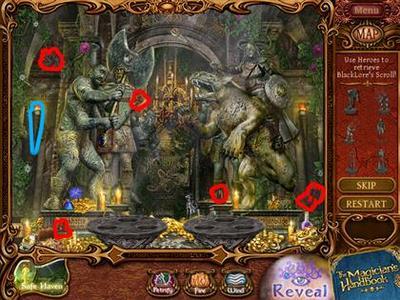 Menu
MAP
Use Heroes to
retrieve
BlackLore's Scroll!
SKIP
RESTART
Safe Haven
Petrify
Fire
Wind
Reveal
The
Magician's
HandBook